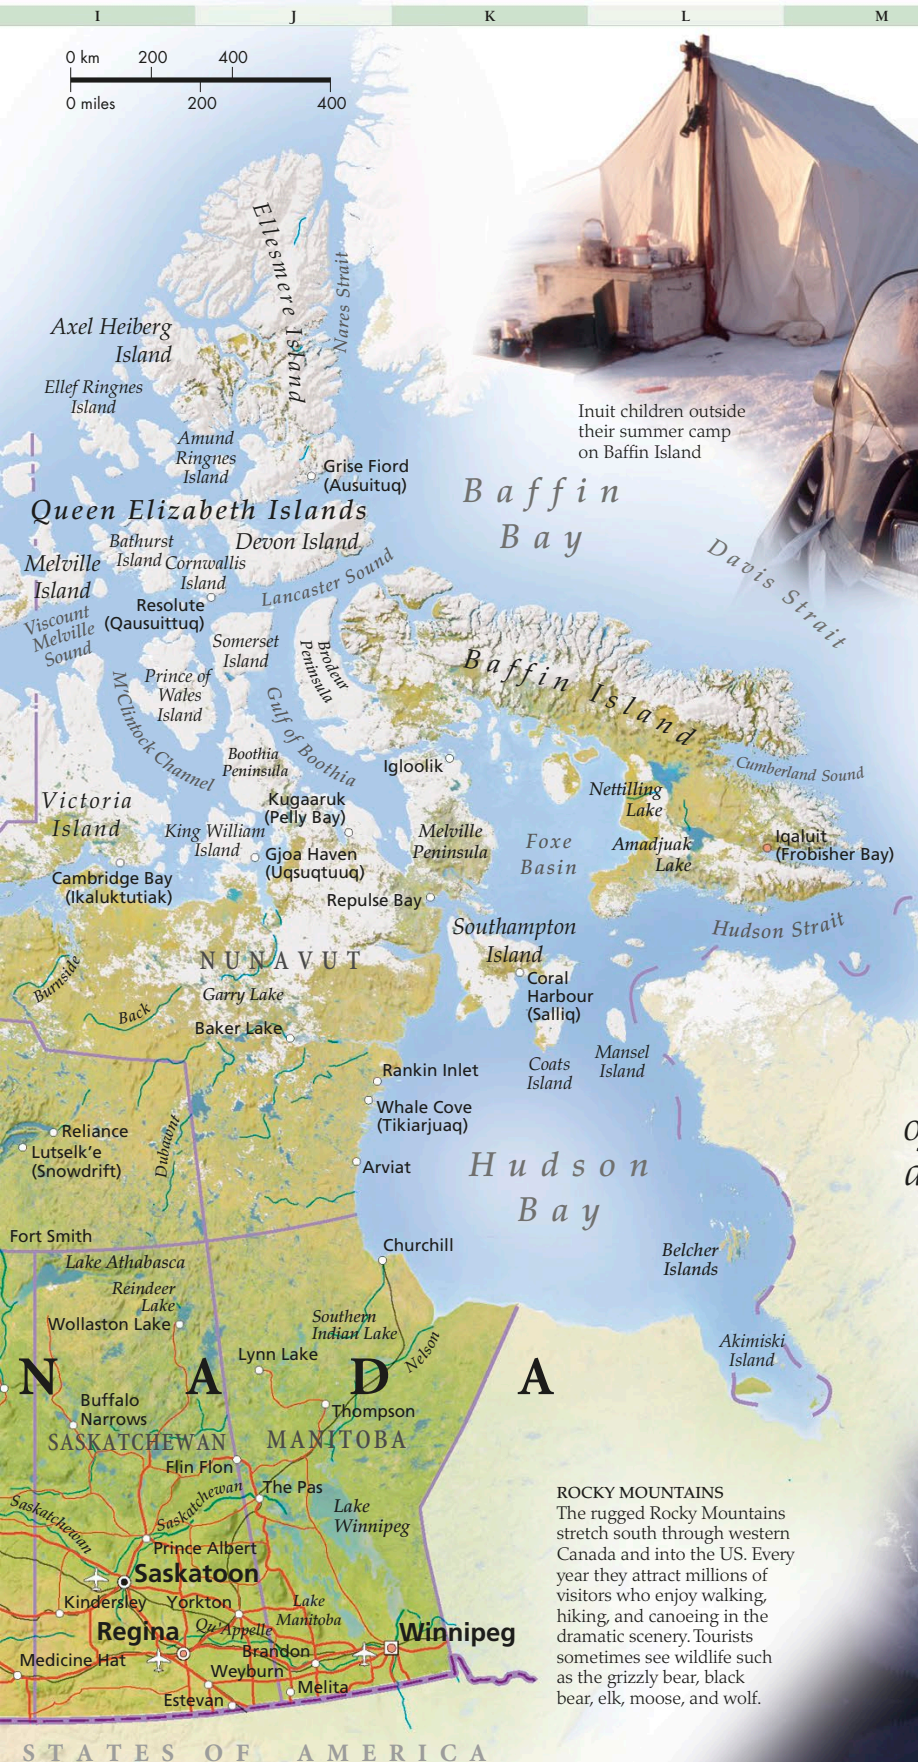 I J K L M
0 km 200 400
0 miles 200 400
Ellesmere Island
Nares Strait
Axel Heiberg
Island
Ellef Ringnes
Island
Amund
Ringnes
Island
Inuit children outside
their summer camp
on Baffin Island
Grise Fiord
(Ausuituq)
Baffin
Bay
Queen Elizabeth Islands
Davis Strait
Bathurst
Island
Devon Island
Melville
Island
Cornwallis
Island
Lancaster Sound
Resolute
(Qausuittuq)
Viscount
Melville
Sound
Somerset
Island
Brodeur
Peninsula
Prince of
Wales
Island
Baffin Island
M'Clintock Channel
Gulf of Boothia
Boothia
Peninsula
Igloolik
Cumberland Sound
Nettilling
Lake
Victoria
Island
Kugaaruk
(Pelly Bay)
King William
Island
Melville
Peninsula
Foxe
Basin
Amadjuak
Lake
Iqaluit
(Frobisher Bay)
Gjoa Haven
(Uqsuqtuuq)
Cambridge Bay
(Ikaluktutiak)
Repulse Bay
Southampton
Island
Hudson Strait
NUNAVUT
Burnside
Coral
Harbour
(Salliq)
Garry Lake
Back
Baker Lake
Mansel
Island
Coats
Island
Rankin Inlet
Whale Cove
(Tikiarjuaq)
Reliance
Lutselk'e
(Snowdrift)
Dubawnt
Arviat
Hudson
Bay
Fort Smith
Churchill
Lake Athabasca
Belcher
Islands
Reindeer
Lake
Wollaston Lake
Southern
Indian Lake
Nelson
Akimiski
Island
Lynn Lake
N A D A
Buffalo
Narrows
Thompson
SASKATCHEWAN
MANITOBA
Flin Flon
The Pas
Saskatchewan
Saskatchewan
Lake
Winnipeg
Prince Albert
Saskatoon
Kindersley
Yorkton
Lake
Manitoba
Qu'Appelle
Regina
Winnipeg
Brandon
Medicine Hat
Weyburn
Melita
Estevan
ROCKY MOUNTAINS
The rugged Rocky Mountains
stretch south through western
Canada and into the US. Every
year they attract millions of
visitors who enjoy walking,
hiking, and canoeing in the
dramatic scenery. Tourists
sometimes see wildlife such
as the grizzly bear, black
bear, elk, moose, and wolf.
STATES OF AMERICA